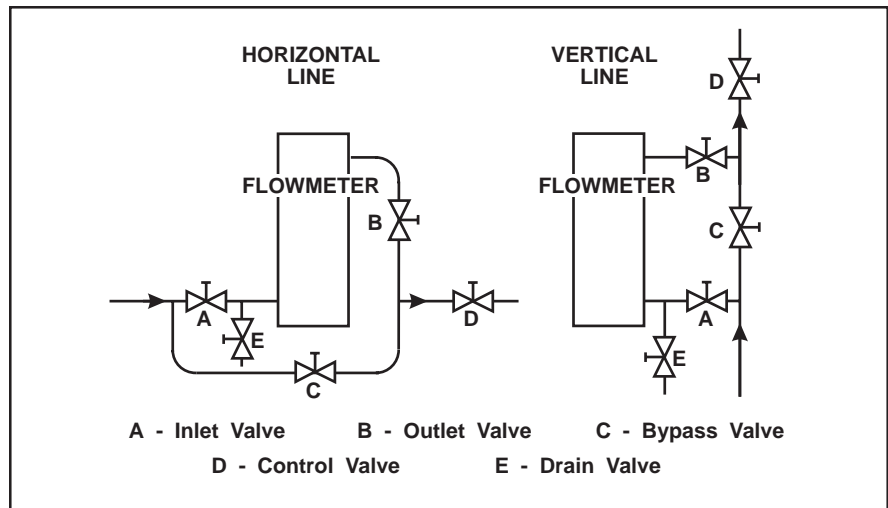 HORIZONTAL
LINE
FLOWMETER
B
A
E
C
D
VERTICAL
LINE
D
FLOWMETER
B
C
A
E
A - Inlet Valve B - Outlet Valve C - Bypass Valve
D - Control Valve E - Drain Valve